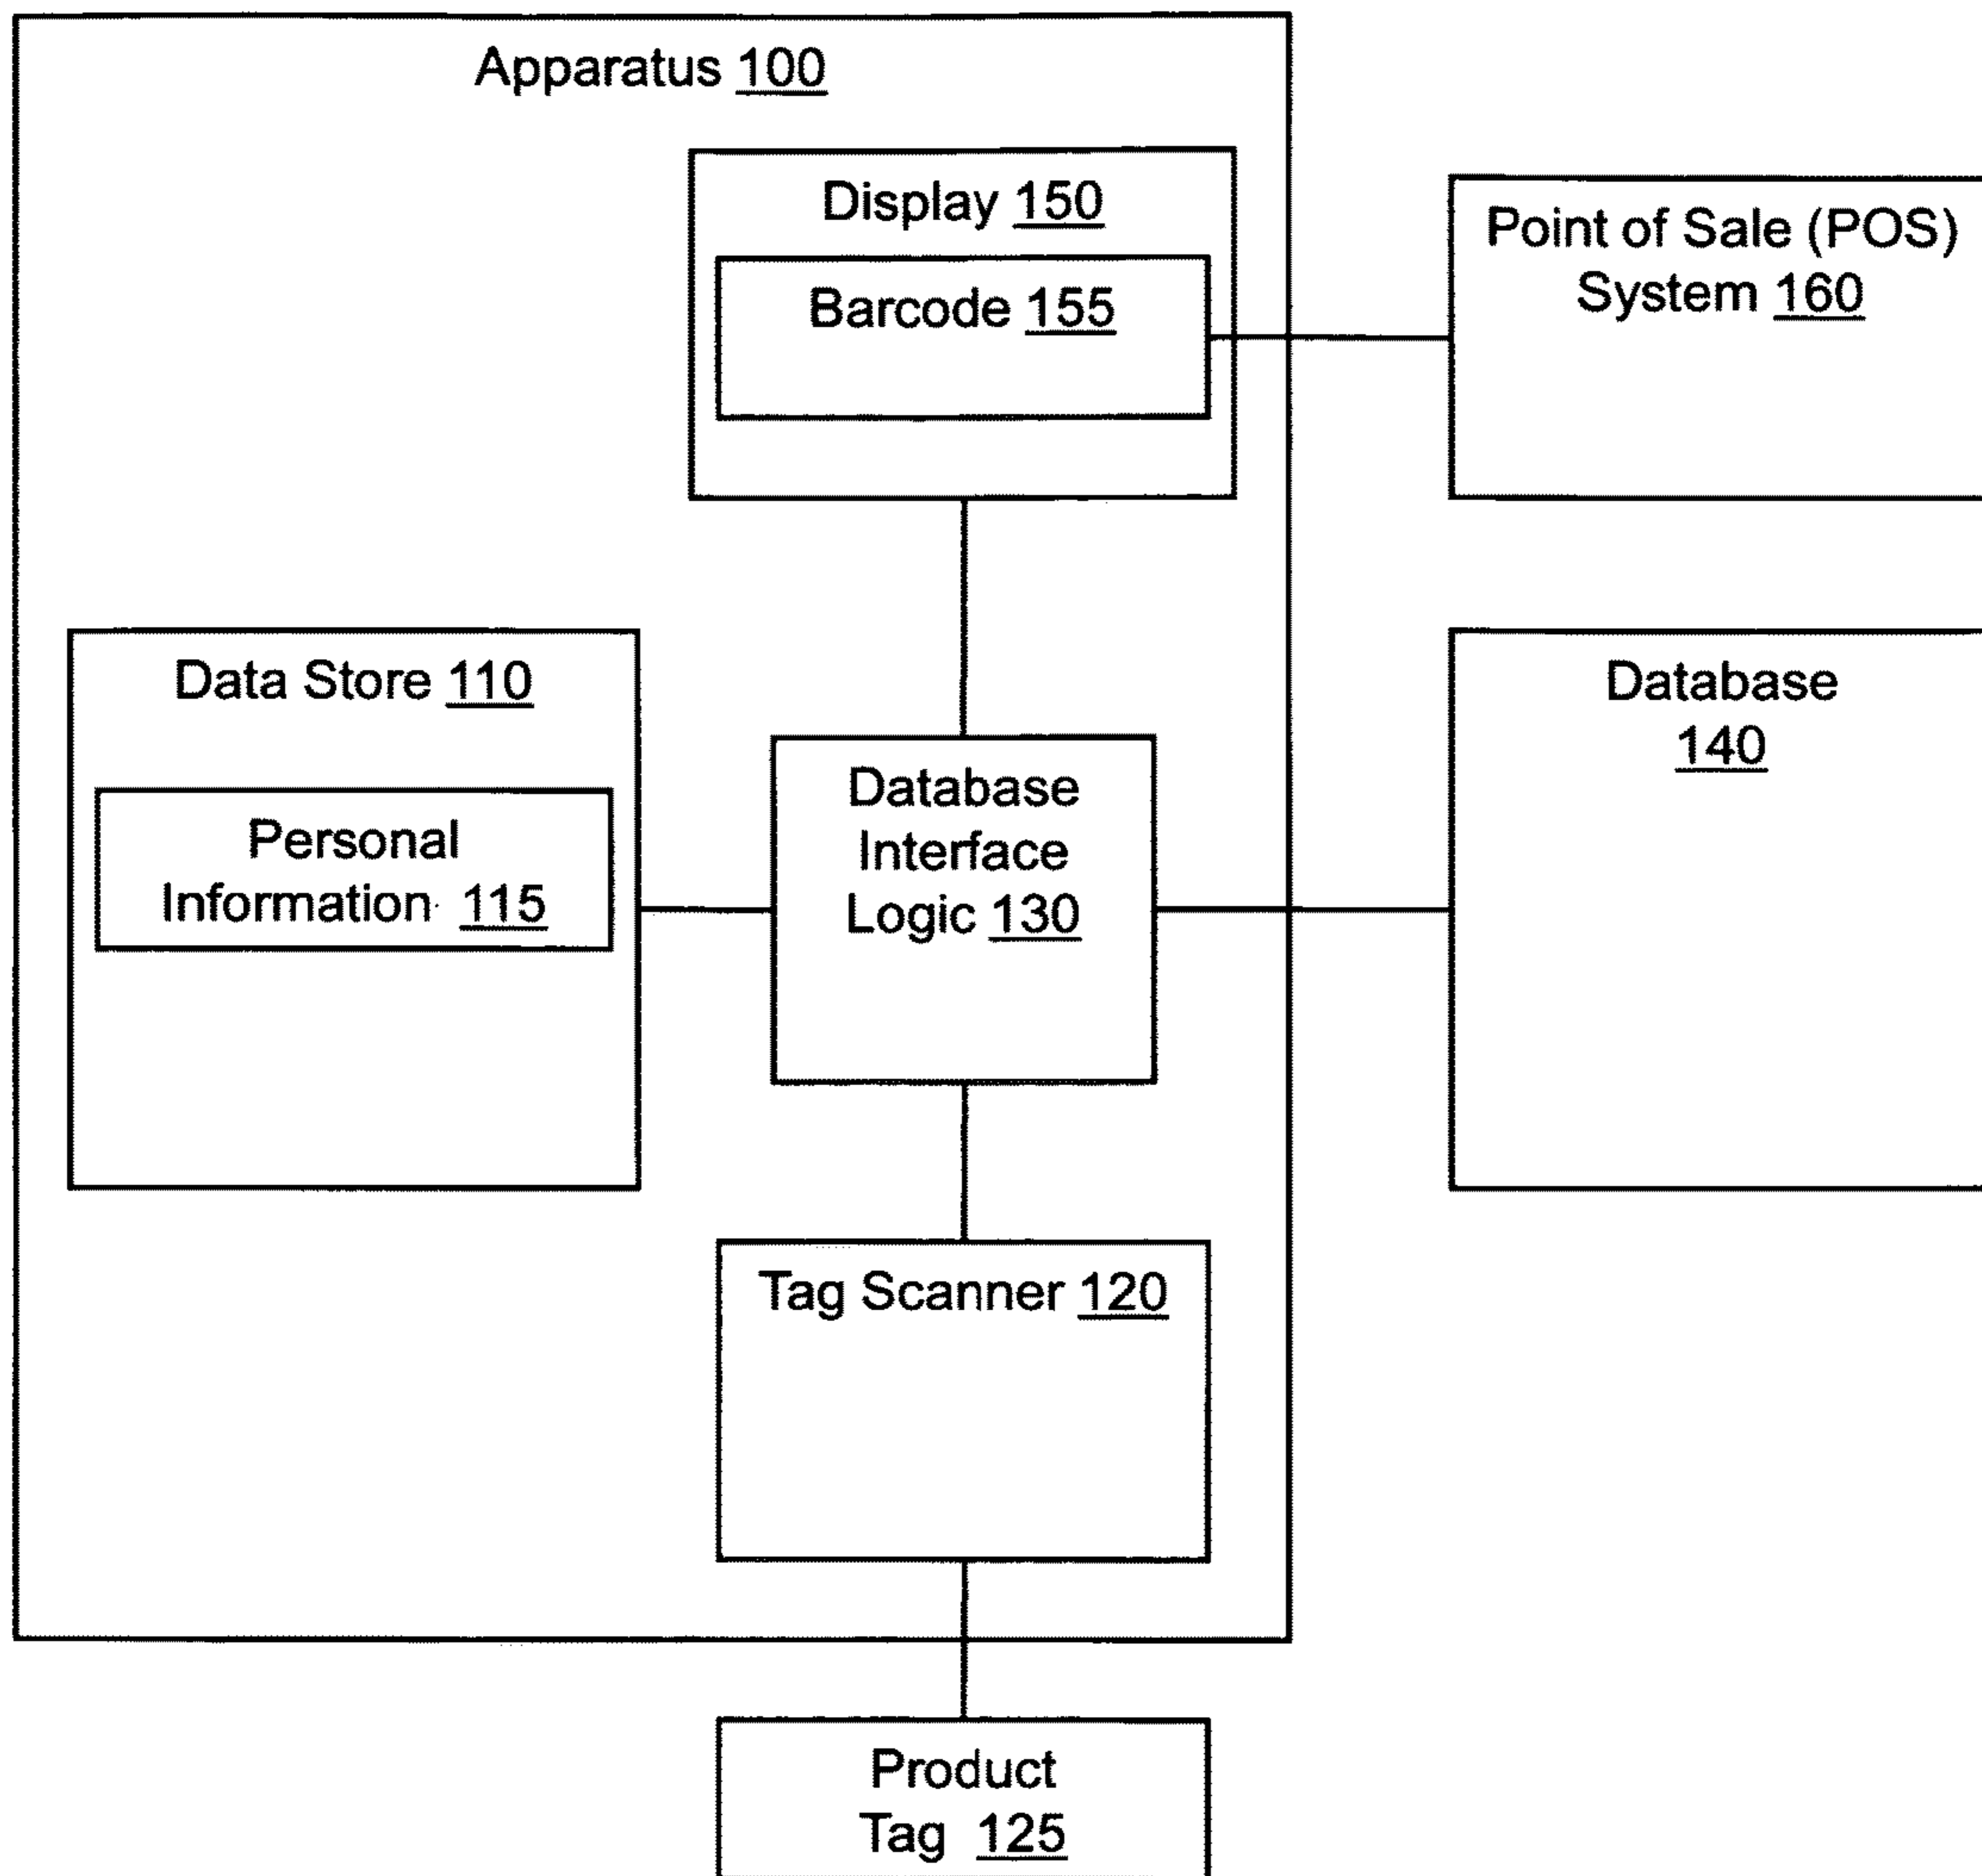 Apparatus 100
Display 150
Barcode 155
Point of Sale (POS)
System 160
Data Store 110
Personal
Information 115
Database
Interface
Logic 130
Database
140
Tag Scanner 120
Product
Tag 125